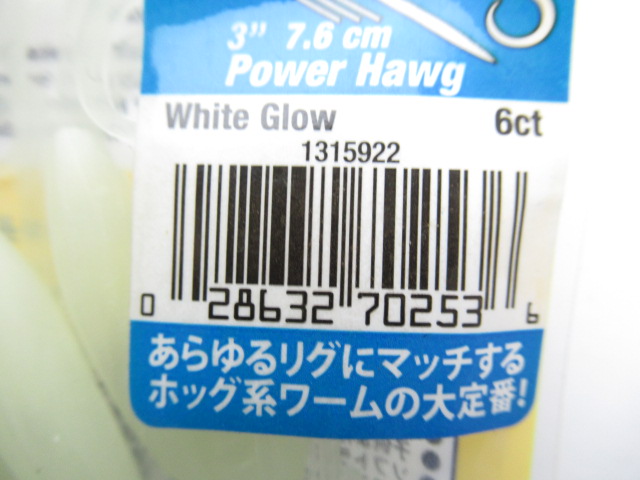 3” 7.6 cm
Power Hawg
White Glow 6ct
1315922
0 28632 70253 6
あらゆるリグにマッチする
ホッグ系ワームの大定番!